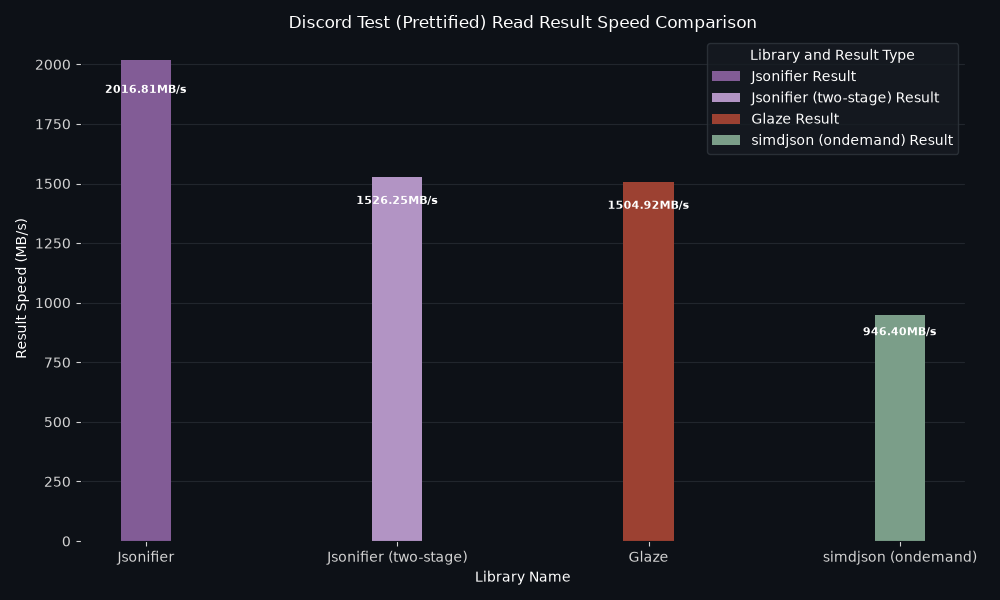 Discord Test (Prettified) Read Result Speed Comparison
Library and Result Type
Jsonifier Result
Jsonifier (two-stage) Result
Glaze Result
simdjson (ondemand) Result
2016.81MB/s
1526.25MB/s
1504.92MB/s
946.40MB/s
Result Speed (MB/s)
2000
1750
1500
1250
1000
750
500
250
0
Jsonifier
Jsonifier (two-stage)
Glaze
simdjson (ondemand)
Library Name